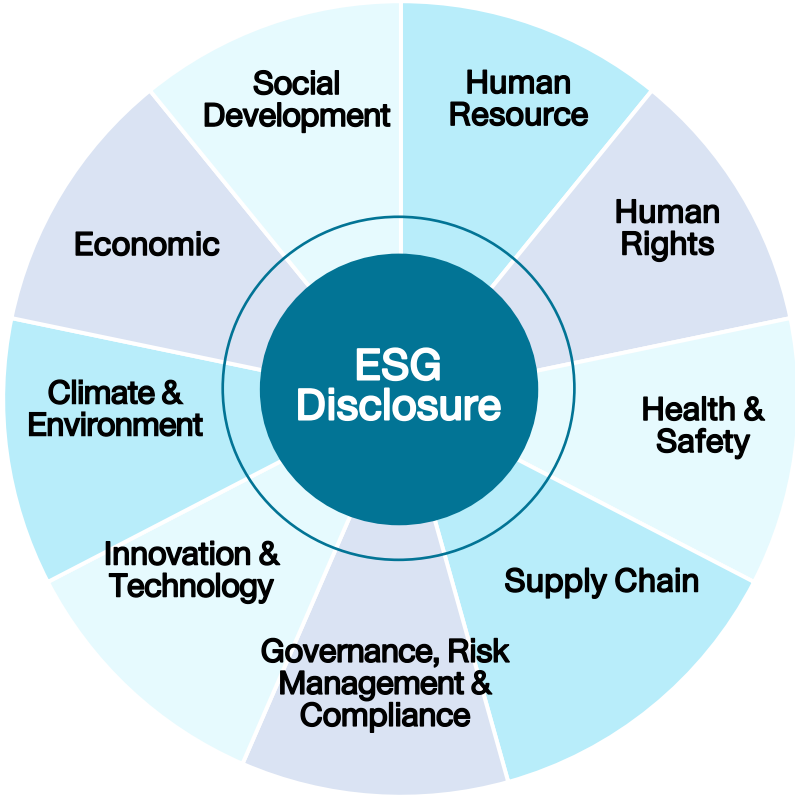 Social
Development
Human
Resource
Human
Rights
Economic
ESG
Disclosure
Climate &
Environment
Health &
Safety
Innovation &
Technology
Supply Chain
Governance, Risk
Management &
Compliance